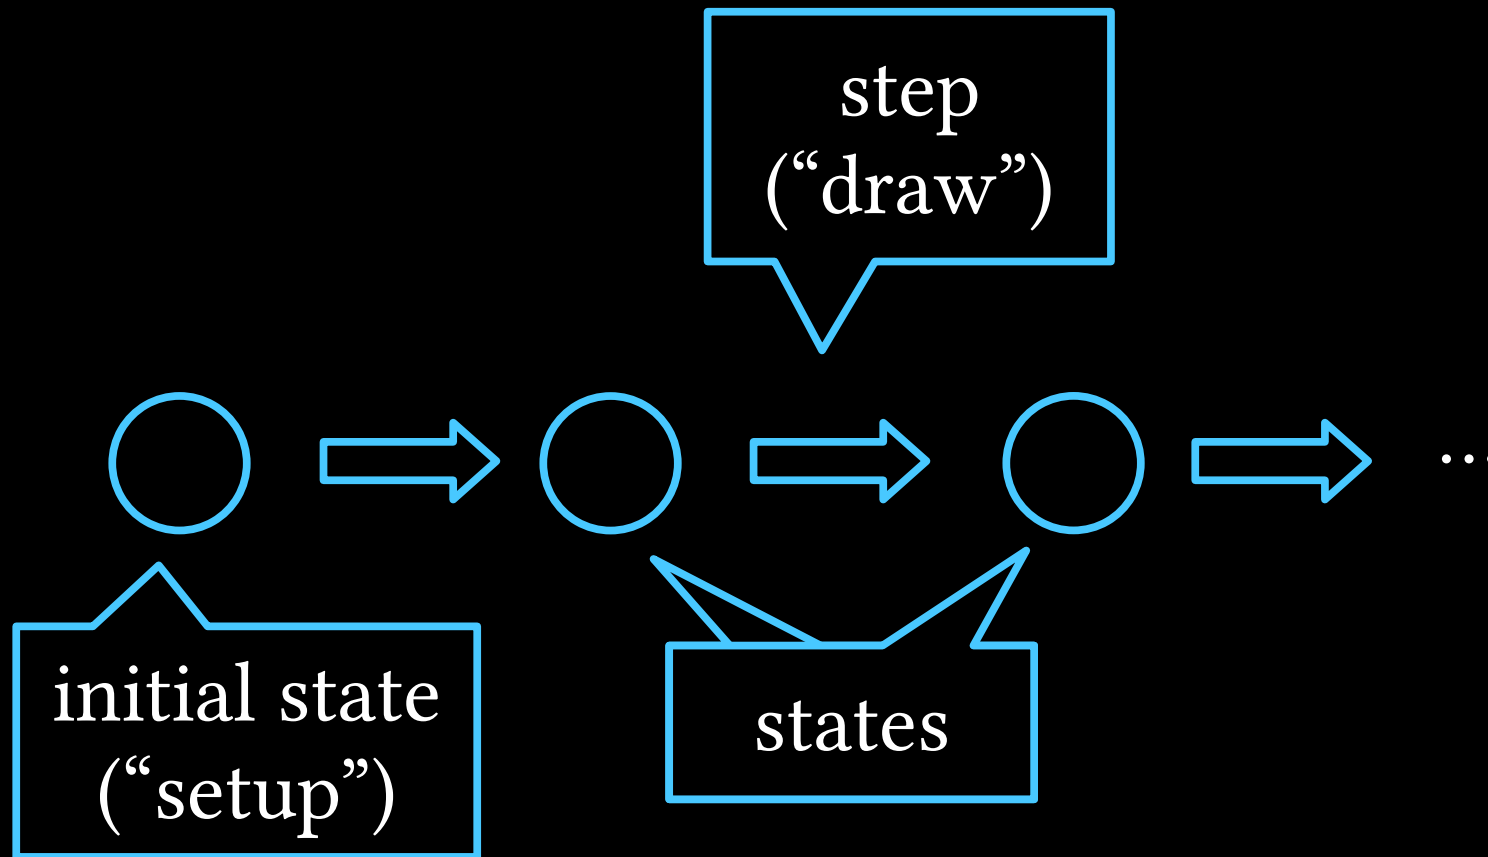 step
(“draw”)
…
initial state
(“setup”)
states